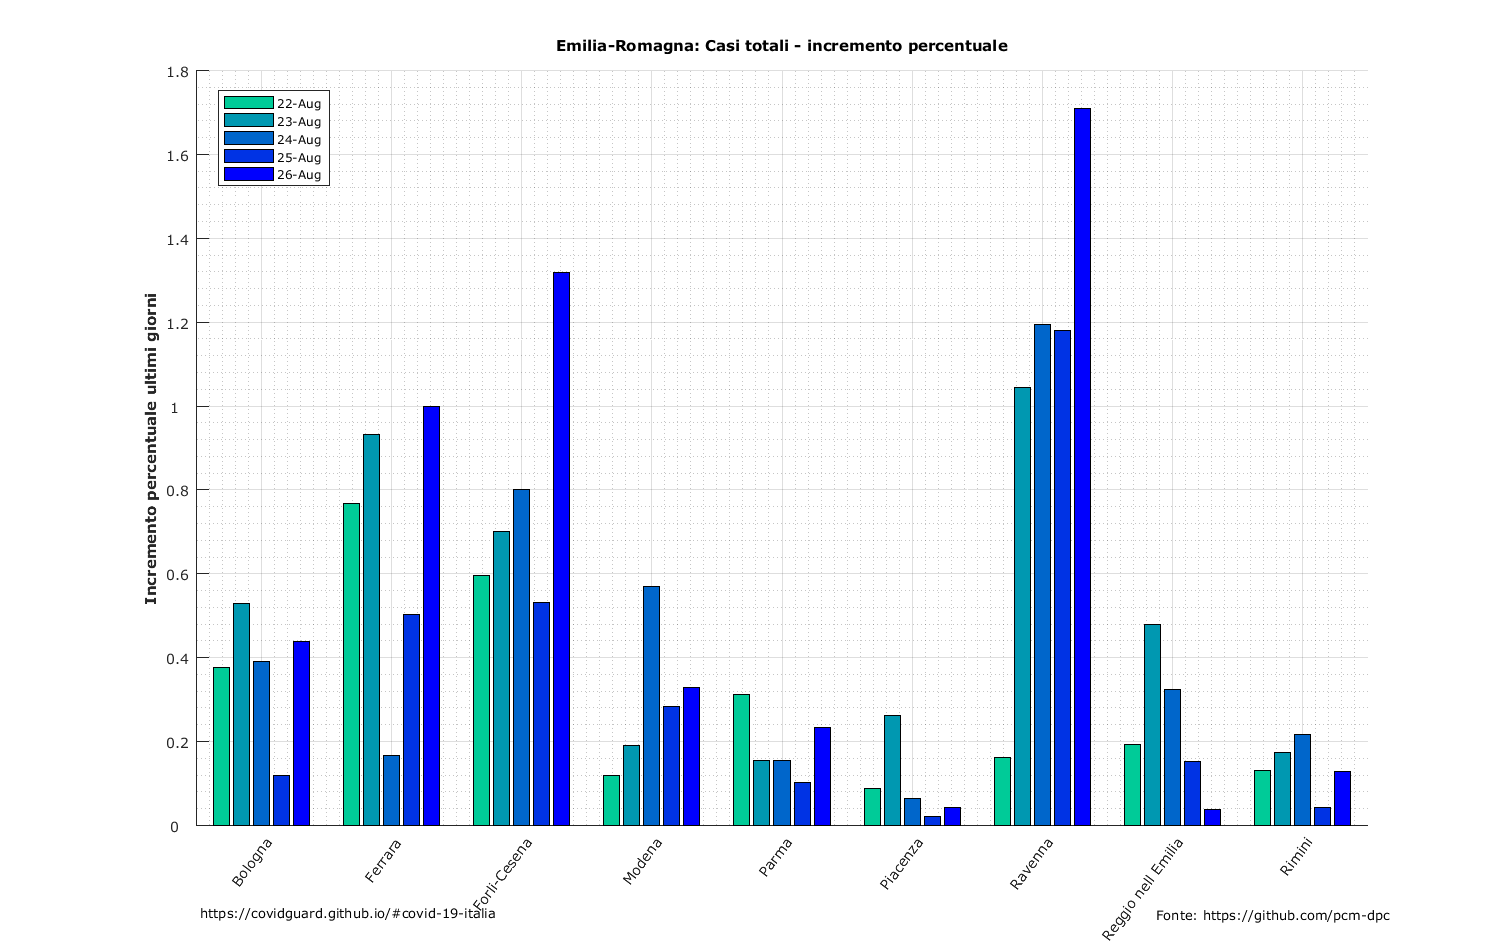 Emilia-Romagna: Casi totali - incremento percentuale
1.8
1.6
1.4
1.2
1
0.8
0.6
0.4
0.2
0
Incremento percentuale ultimi giorni
22-Aug
23-Aug
24-Aug
25-Aug
26-Aug
Bologna
Ferrara
Forlì-Cesena
Modena
Parma
Piacenza
Ravenna
Reggio nell Emilia
Rimini
https://covidguard.github.io/#covid-19-italia
Fonte: https://github.com/pcm-dpc